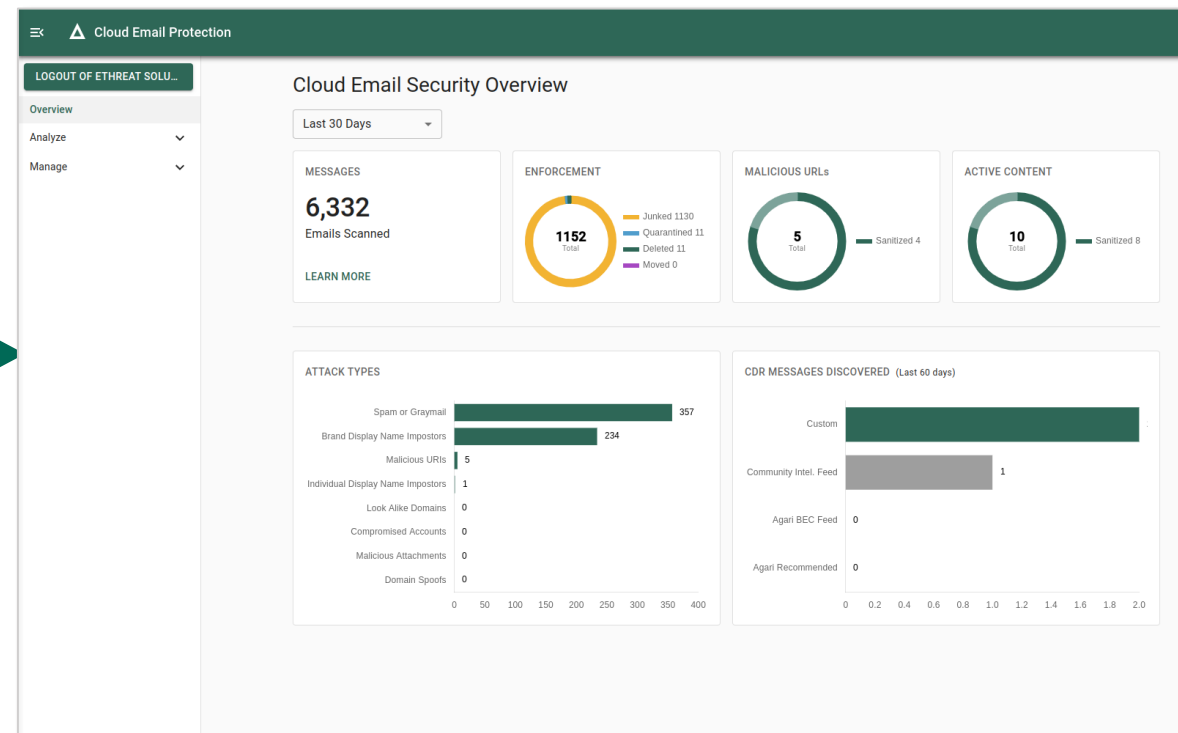 Cloud Email Protection
LOGOUT OF ETHREAT SOLU...
Overview
Analyze
Manage
Cloud Email Security Overview
Last 30 Days
MESSAGES
6,332
Emails Scanned
LEARN MORE
ENFORCEMENT
1152
Total
Junked 1130
Quarantined 11
Deleted 11
Moved 0
MALICIOUS URLs
5
Total
Sanitized 4
ACTIVE CONTENT
10
Total
Sanitized 8
ATTACK TYPES
Spam or Graymail 357
Brand Display Name Impostors 234
Malicious URIs 5
Individual Display Name Impostors 1
Look Alike Domains 0
Compromised Accounts 0
Malicious Attachments 0
Domain Spoofs 0
0 50 100 150 200 250 300 350 400
CDR MESSAGES DISCOVERED (Last 60 days)
Custom
Community Intel. Feed 1
Agari BEC Feed 0
Agari Recommended 0
0 0.2 0.4 0.6 0.8 1.0 1.2 1.4 1.6 1.8 2.0